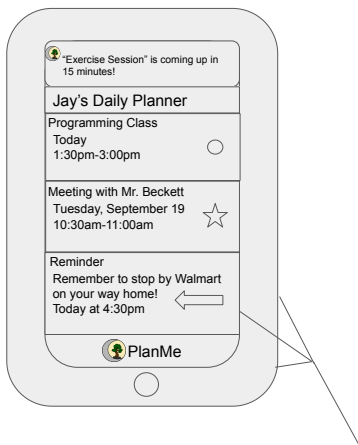 “Exercise Session” is coming up in
15 minutes!
Jay’s Daily Planner
Programming Class
Today
1:30pm-3:00pm
Meeting with Mr. Beckett
Tuesday, September 19
10:30am-11:00am
Reminder
Remember to stop by Walmart
on your way home!
Today at 4:30pm
PlanMe